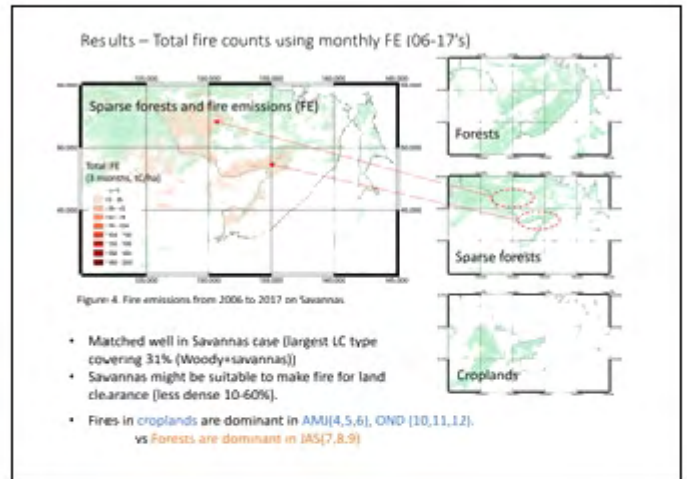 Results – Total fire counts using monthly FE (06-17's)
Sparse forests and fire emissions (FE)
Total FE
(3 months, tC/ha)
Forests
Sparse forests
Croplands
Figure 4. Fire emissions from 2006 to 2017 on Savannas
• Matched well in Savannas case (largest LC type
covering 31% (Woody+savannas))
• Savannas might be suitable to make fire for land
clearance (less dense 10-60%).
• Fires in croplands are dominant in AMJ(4,5,6), OND (10,11,12).
vs Forests are dominant in JAS(7,8,9)